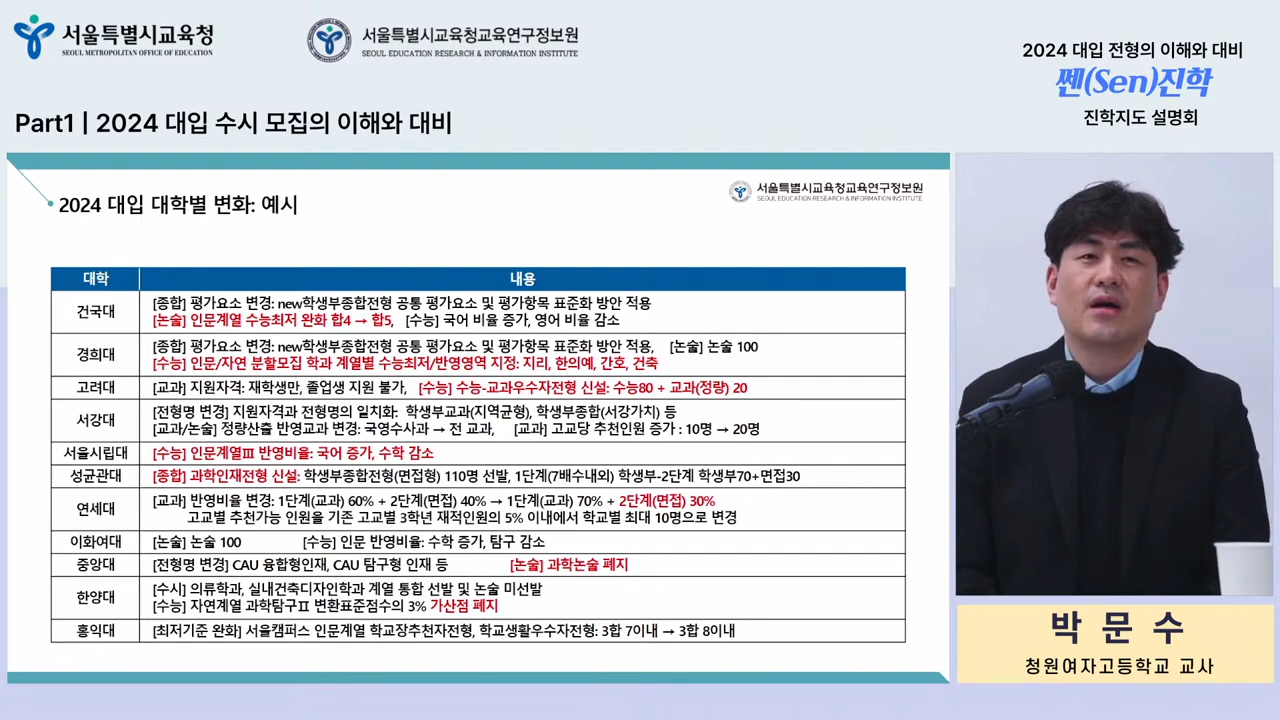 서울특별시교육청
SEOUL METROPOLITAN OFFICE OF EDUCATION
서울특별시교육청교육연구정보원
SEOUL EDUCATION RESEARCH & INFORMATION INSTITUTE
2024 대입 전형의 이해와 대비
쎈(Sen)진학
진학지도 설명회
Part1 | 2024 대입 수시 모집의 이해와 대비
2024 대입 대학별 변화: 예시
서울특별시교육청교육연구정보원
SEOUL EDUCATION RESEARCH & INFORMATION INSTITUTE
대학 내용
건국대 [종합] 평가요소 변경: new학생부종합전형 공통 평가요소 및 평가항목 표준화 방안 적용
[논술] 인문계열 수능최저 완화 합4 → 합5, [수능] 국어 비율 증가, 영어 비율 감소
경희대 [종합] 평가요소 변경: new학생부종합전형 공통 평가요소 및 평가항목 표준화 방안 적용, [논술] 논술 100
[수능] 인문/자연 분할모집 학과 계열별 수능최저/반영영역 지정: 지리, 한의예, 간호, 건축
고려대 [교과] 지원자격: 재학생만, 졸업생 지원 불가, [수능] 수능-교과우수자전형 신설: 수능80 + 교과(정량) 20
서강대 [전형명 변경] 지원자격과 전형명의 일치화: 학생부교과(지역균형), 학생부종합(서강가치) 등
[교과/논술] 정량산출 반영교과 변경: 국영수사과 → 전 교과, [교과] 고교당 추천인원 증가 : 10명 → 20명
서울시립대 [수능] 인문계열Ⅲ 반영비율: 국어 증가, 수학 감소
성균관대 [종합] 과학인재전형 신설: 학생부종합전형(면접형) 110명 선발, 1단계(7배수내외) 학생부-2단계 학생부70+면접30
연세대 [교과] 반영비율 변경: 1단계(교과) 60% + 2단계(면접) 40% → 1단계(교과) 70% + 2단계(면접) 30%
고교별 추천가능 인원을 기존 고교별 3학년 재적인원의 5% 이내에서 학교별 최대 10명으로 변경
이화여대 [논술] 논술 100 [수능] 인문 반영비율: 수학 증가, 탐구 감소
중앙대 [전형명 변경] CAU 융합형인재, CAU 탐구형 인재 등 [논술] 과학논술 폐지
한양대 [수시] 의류학과, 실내건축디자인학과 계열 통합 선발 및 논술 미선발
[수능] 자연계열 과학탐구Ⅱ 변환표준점수의 3% 가산점 폐지
홍익대 [최저기준 완화] 서울캠퍼스 인문계열 학교장추천자전형, 학교생활우수자전형: 3합 7이내 → 3합 8이내
박 문 수
청원여자고등학교 교사